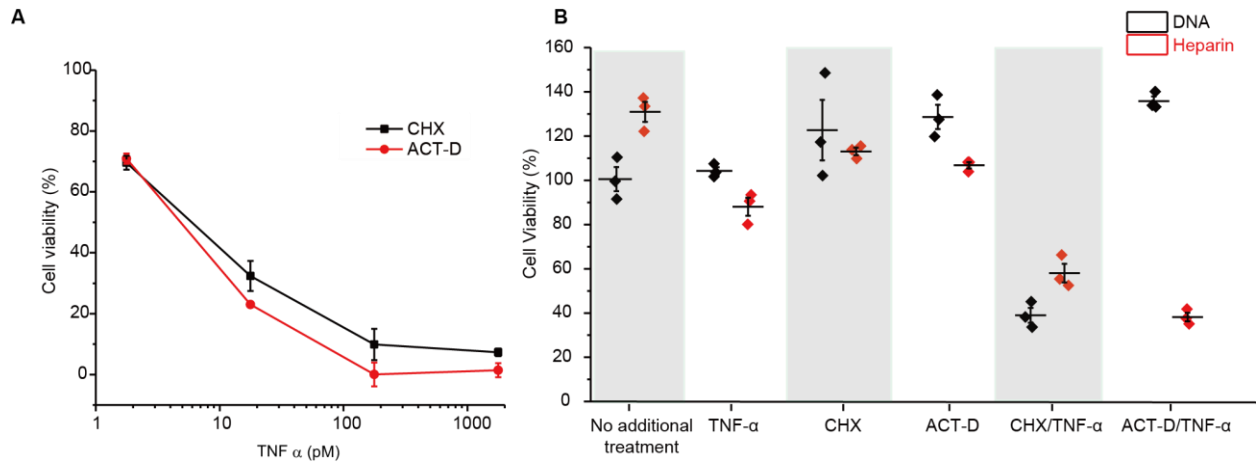 A
100
80
60
40
20
0
Cell viability (%)
1
10
100
1000
TNF α (pM)
CHX
ACT-D
B
DNA
Heparin
160
140
120
100
80
60
40
20
0
Cell Viability (%)
No additional
treatment
TNF-α
CHX
ACT-D
CHX/TNF-α
ACT-D/TNF-α